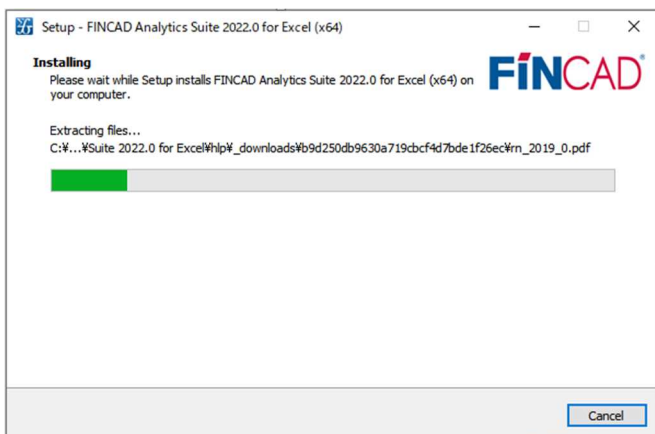 Setup - FINCAD Analytics Suite 2022.0 for Excel (x64)
Installing
Please wait while Setup installs FINCAD Analytics Suite 2022.0 for Excel (x64) on
your computer.
FINCAD
Extracting files...
C:¥...¥Suite 2022.0 for Excel¥hlp¥_downloads¥b9d250db9630a719cbcf4d7bde1f26ec¥rn_2019_0.pdf
Cancel